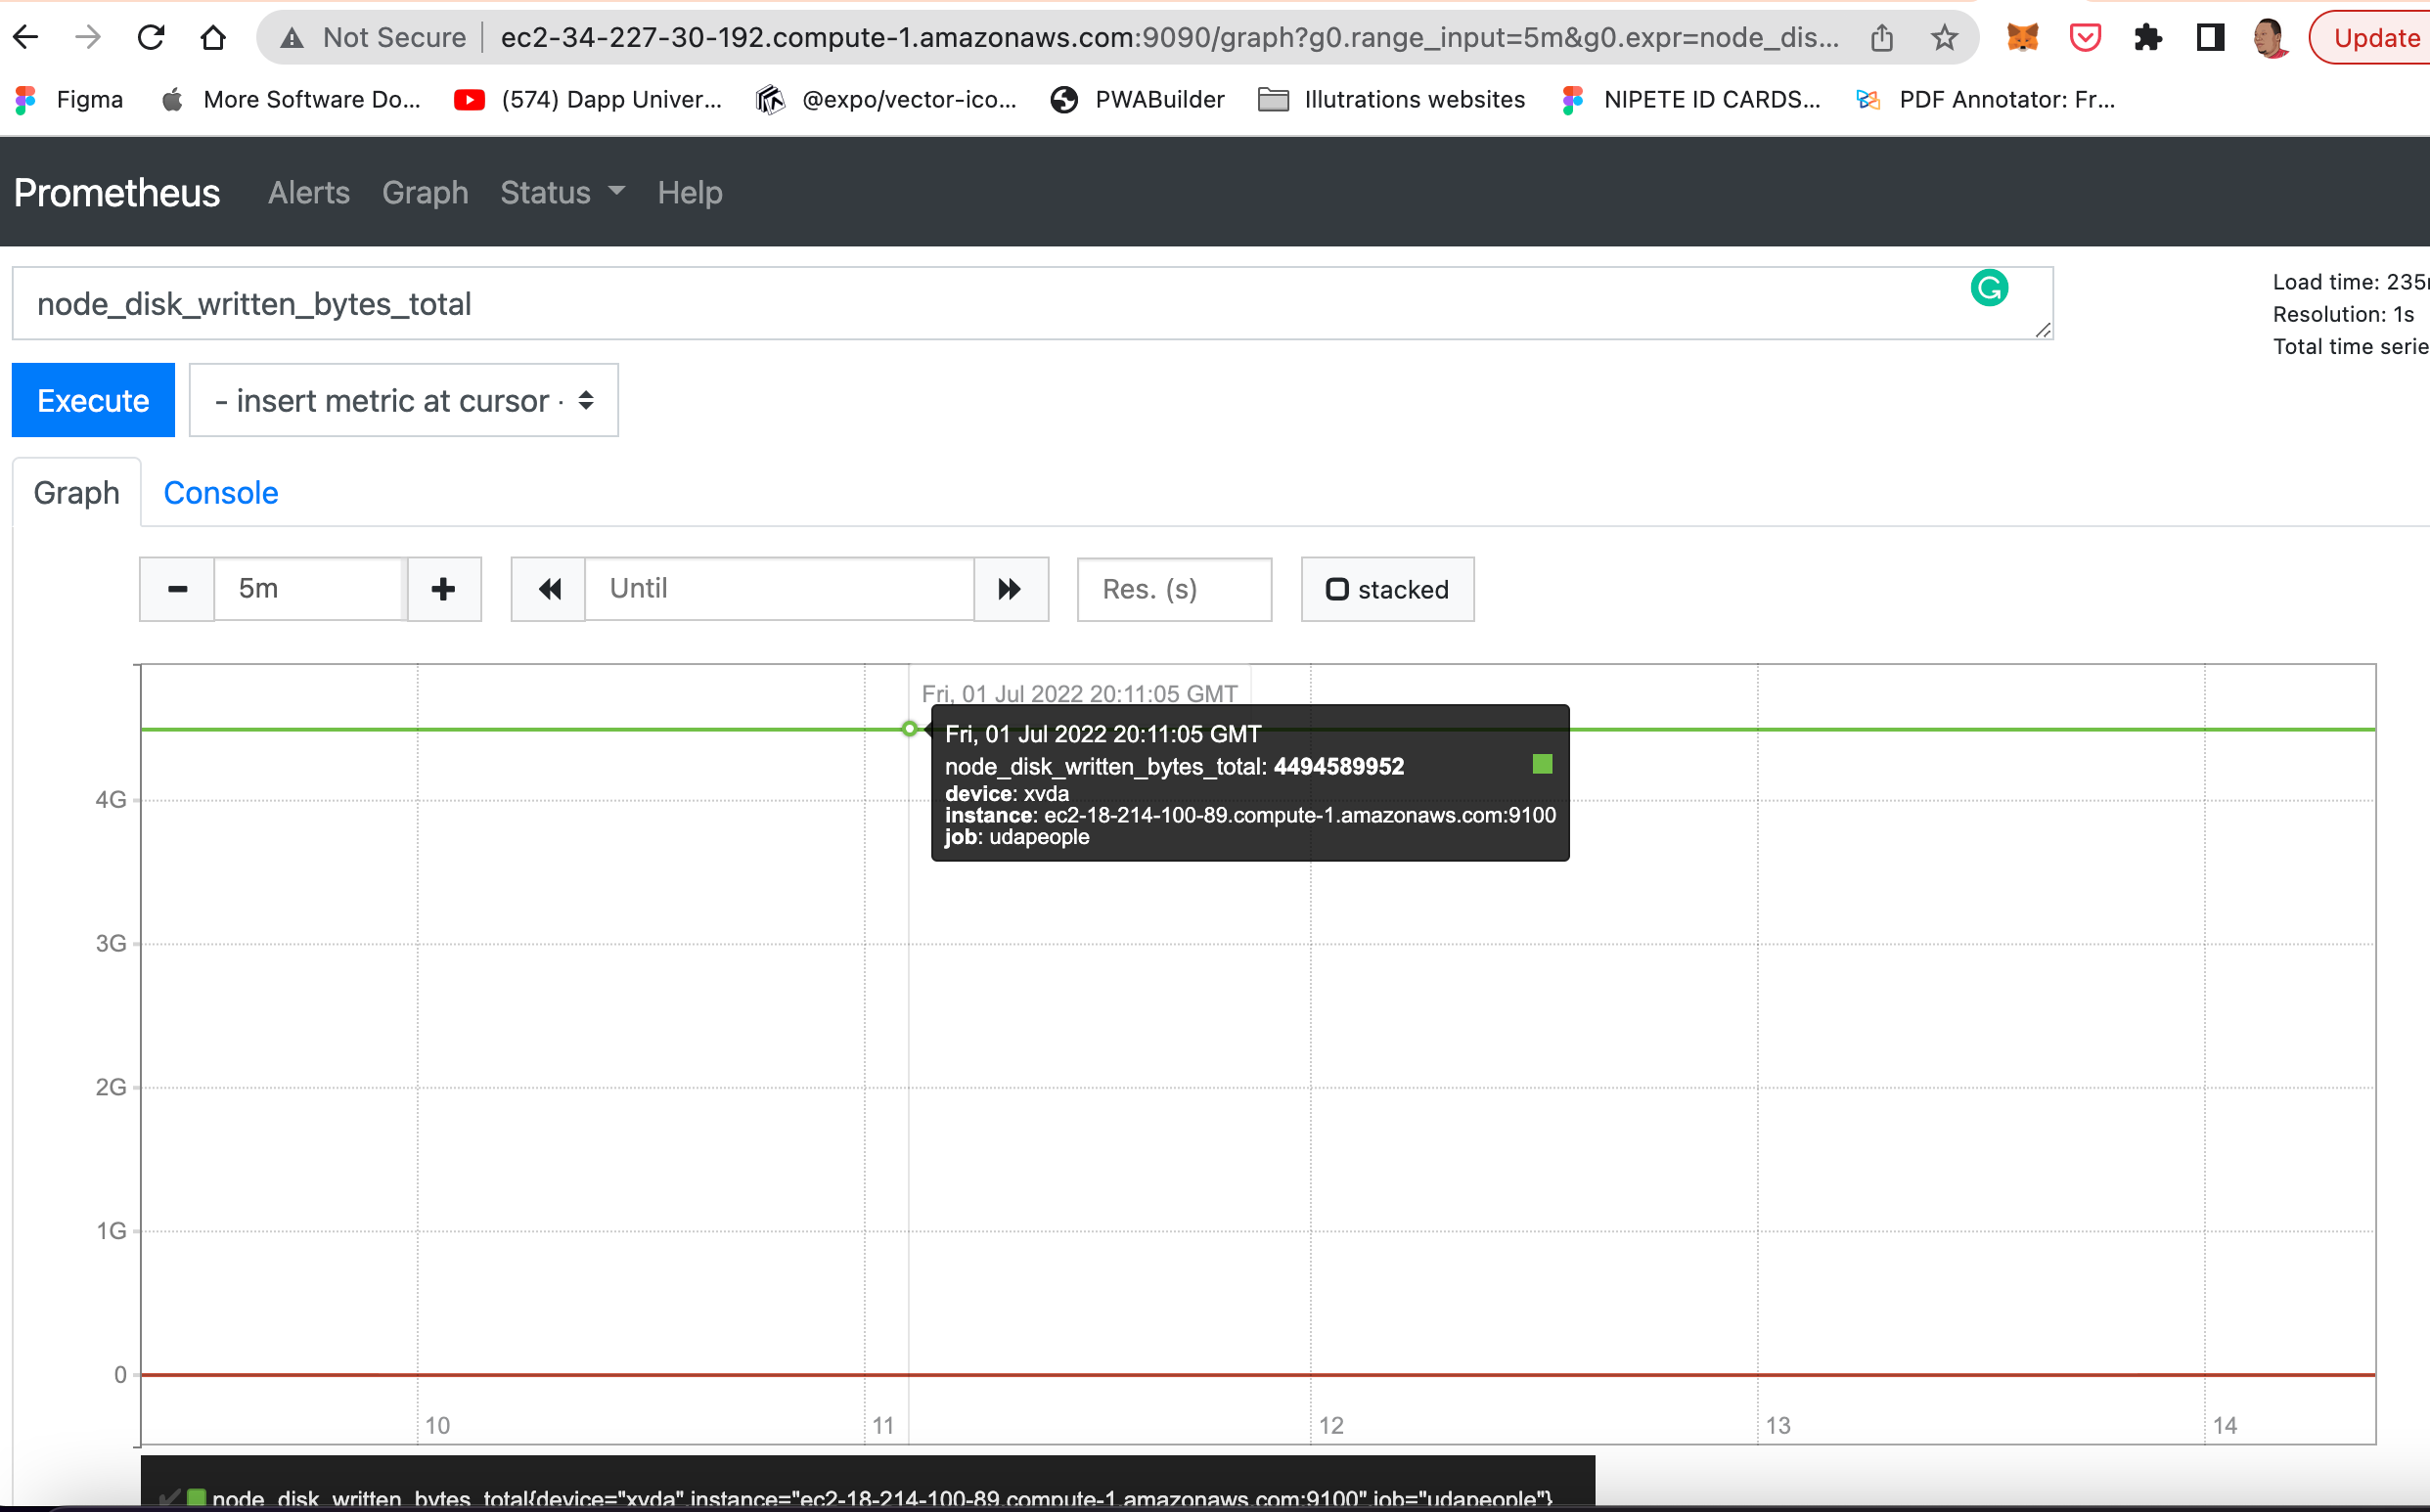 Not Secure ec2-34-227-30-192.compute-1.amazonaws.com:9090/graph?g0.range_input=5m&g0.expr=node_dis... Update
Figma More Software Do... (574) Dapp Univer... @expo/vector-ico... PWABuilder Illutrations websites NIPETE ID CARDS... PDF Annotator: Fr...
Prometheus Alerts Graph Status Help
node_disk_written_bytes_total
Load time: 235
Resolution: 1s
Total time serie
Execute - insert metric at cursor -
Graph Console
5m Until Res. (s) stacked
Fri, 01 Jul 2022 20:11:05 GMT
Fri, 01 Jul 2022 20:11:05 GMT
node_disk_written_bytes_total: 4494589952
device: xvda
instance: ec2-18-214-100-89.compute-1.amazonaws.com:9100
job: udapeople
4G
3G
2G
1G
0
10 11 12 13 14
node_disk_written_bytes_total{device="xvda",instance="ec2-18-214-100-89.compute-1.amazonaws.com:9100",job="udapeople"}